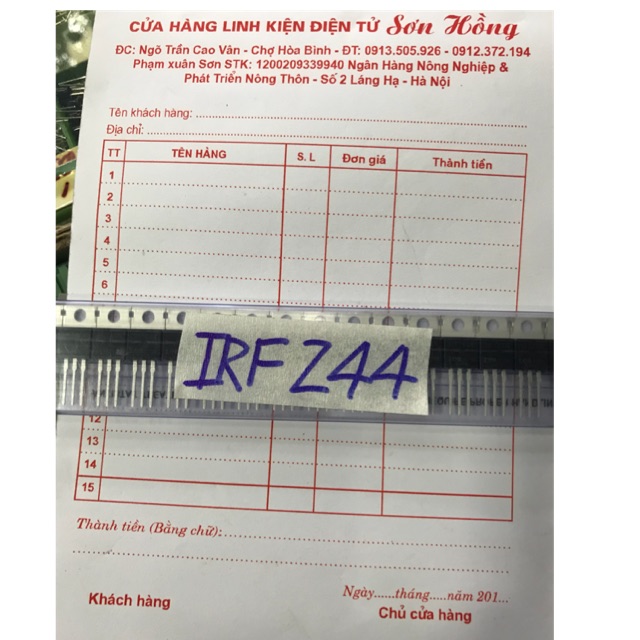 CỬA HÀNG LINH KIỆN ĐIỆN TỬ Sơn Hồng
ĐC: Ngõ Trần Cao Vân - Chợ Hòa Bình - ĐT: 0913.505.926 - 0912.372.194
Phạm xuân Sơn STK: 1200209339940 Ngân Hàng Nông Nghiệp &
Phát Triển Nông Thôn - Số 2 Láng Hạ - Hà Nội
Tên khách hàng:
Địa chỉ:
TT TÊN HÀNG S. L Đơn giá Thành tiền
1
2
3
4
5
6
IRFZ44
12
13
14
15
Thành tiền (Bằng chữ):
Ngày......tháng.....năm 201...
Khách hàng Chủ cửa hàng